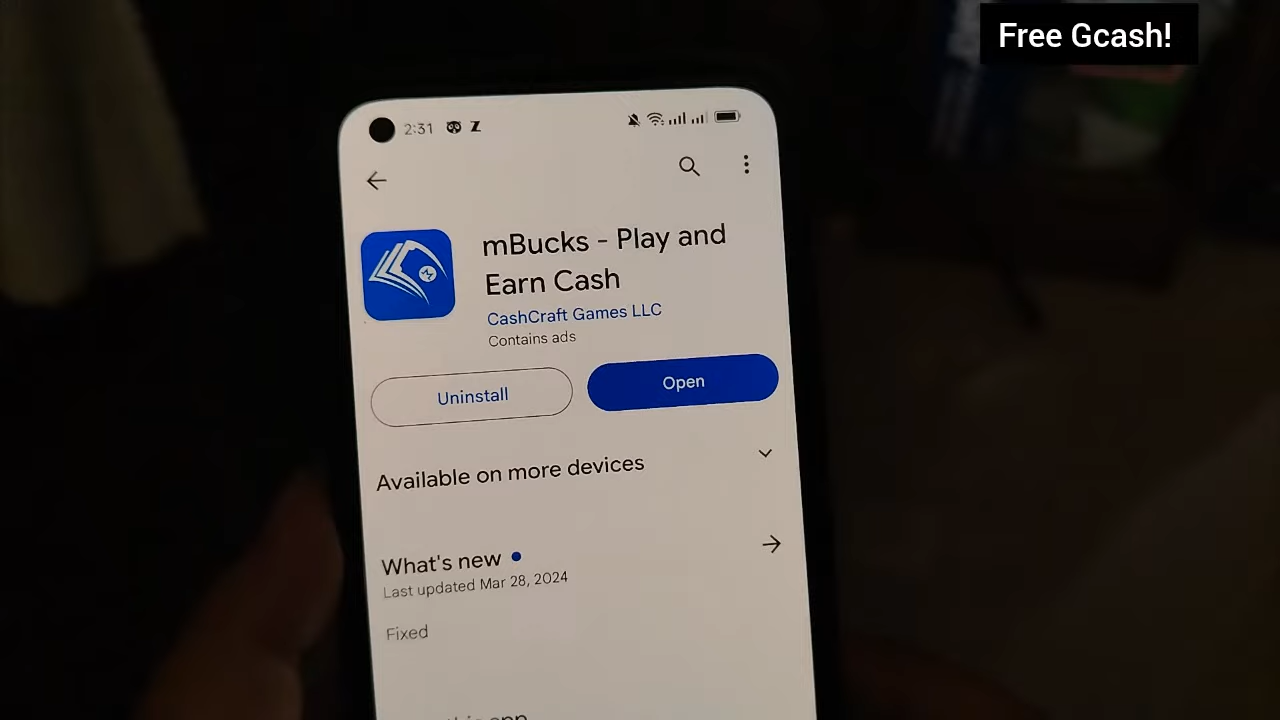 Free Gcash!
2:31
mBucks - Play and
Earn Cash
CashCraft Games LLC
Contains ads
Uninstall
Open
Available on more devices
What's new
Last updated Mar 28, 2024
Fixed